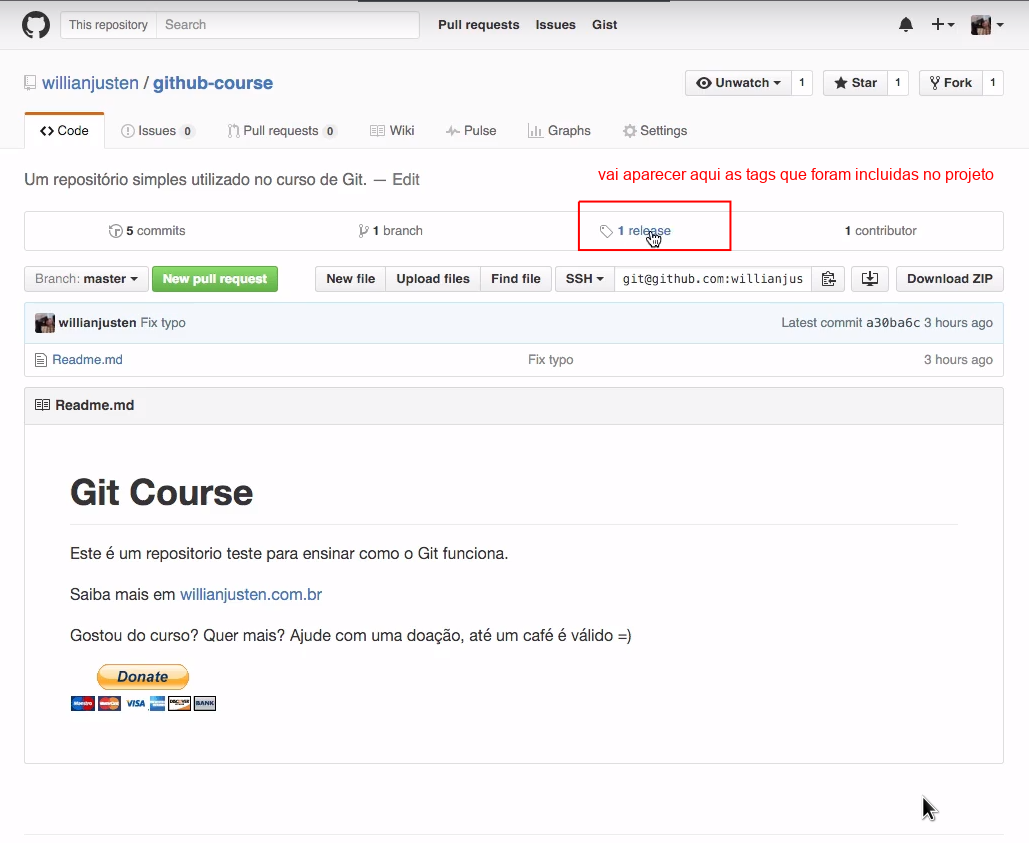 This repository Search Pull requests Issues Gist
willianjusten / github-course Unwatch 1 Star 1 Fork 1
Code Issues 0 Pull requests 0 Wiki Pulse Graphs Settings
Um repositório simples utilizado no curso de Git. — Edit
vai aparecer aqui as tags que foram incluidas no projeto
5 commits 1 branch 1 release 1 contributor
Branch: master New pull request New file Upload files Find file SSH git@github.com:willianjus Download ZIP
willianjusten Fix typo Latest commit a30ba6c 3 hours ago
Readme.md Fix typo 3 hours ago
Readme.md
Git Course
Este é um repositorio teste para ensinar como o Git funciona.
Saiba mais em willianjusten.com.br
Gostou do curso? Quer mais? Ajude com uma doação, até um café é válido =)
Donate
Maestro MasterCard VISA DISCOVER BANK